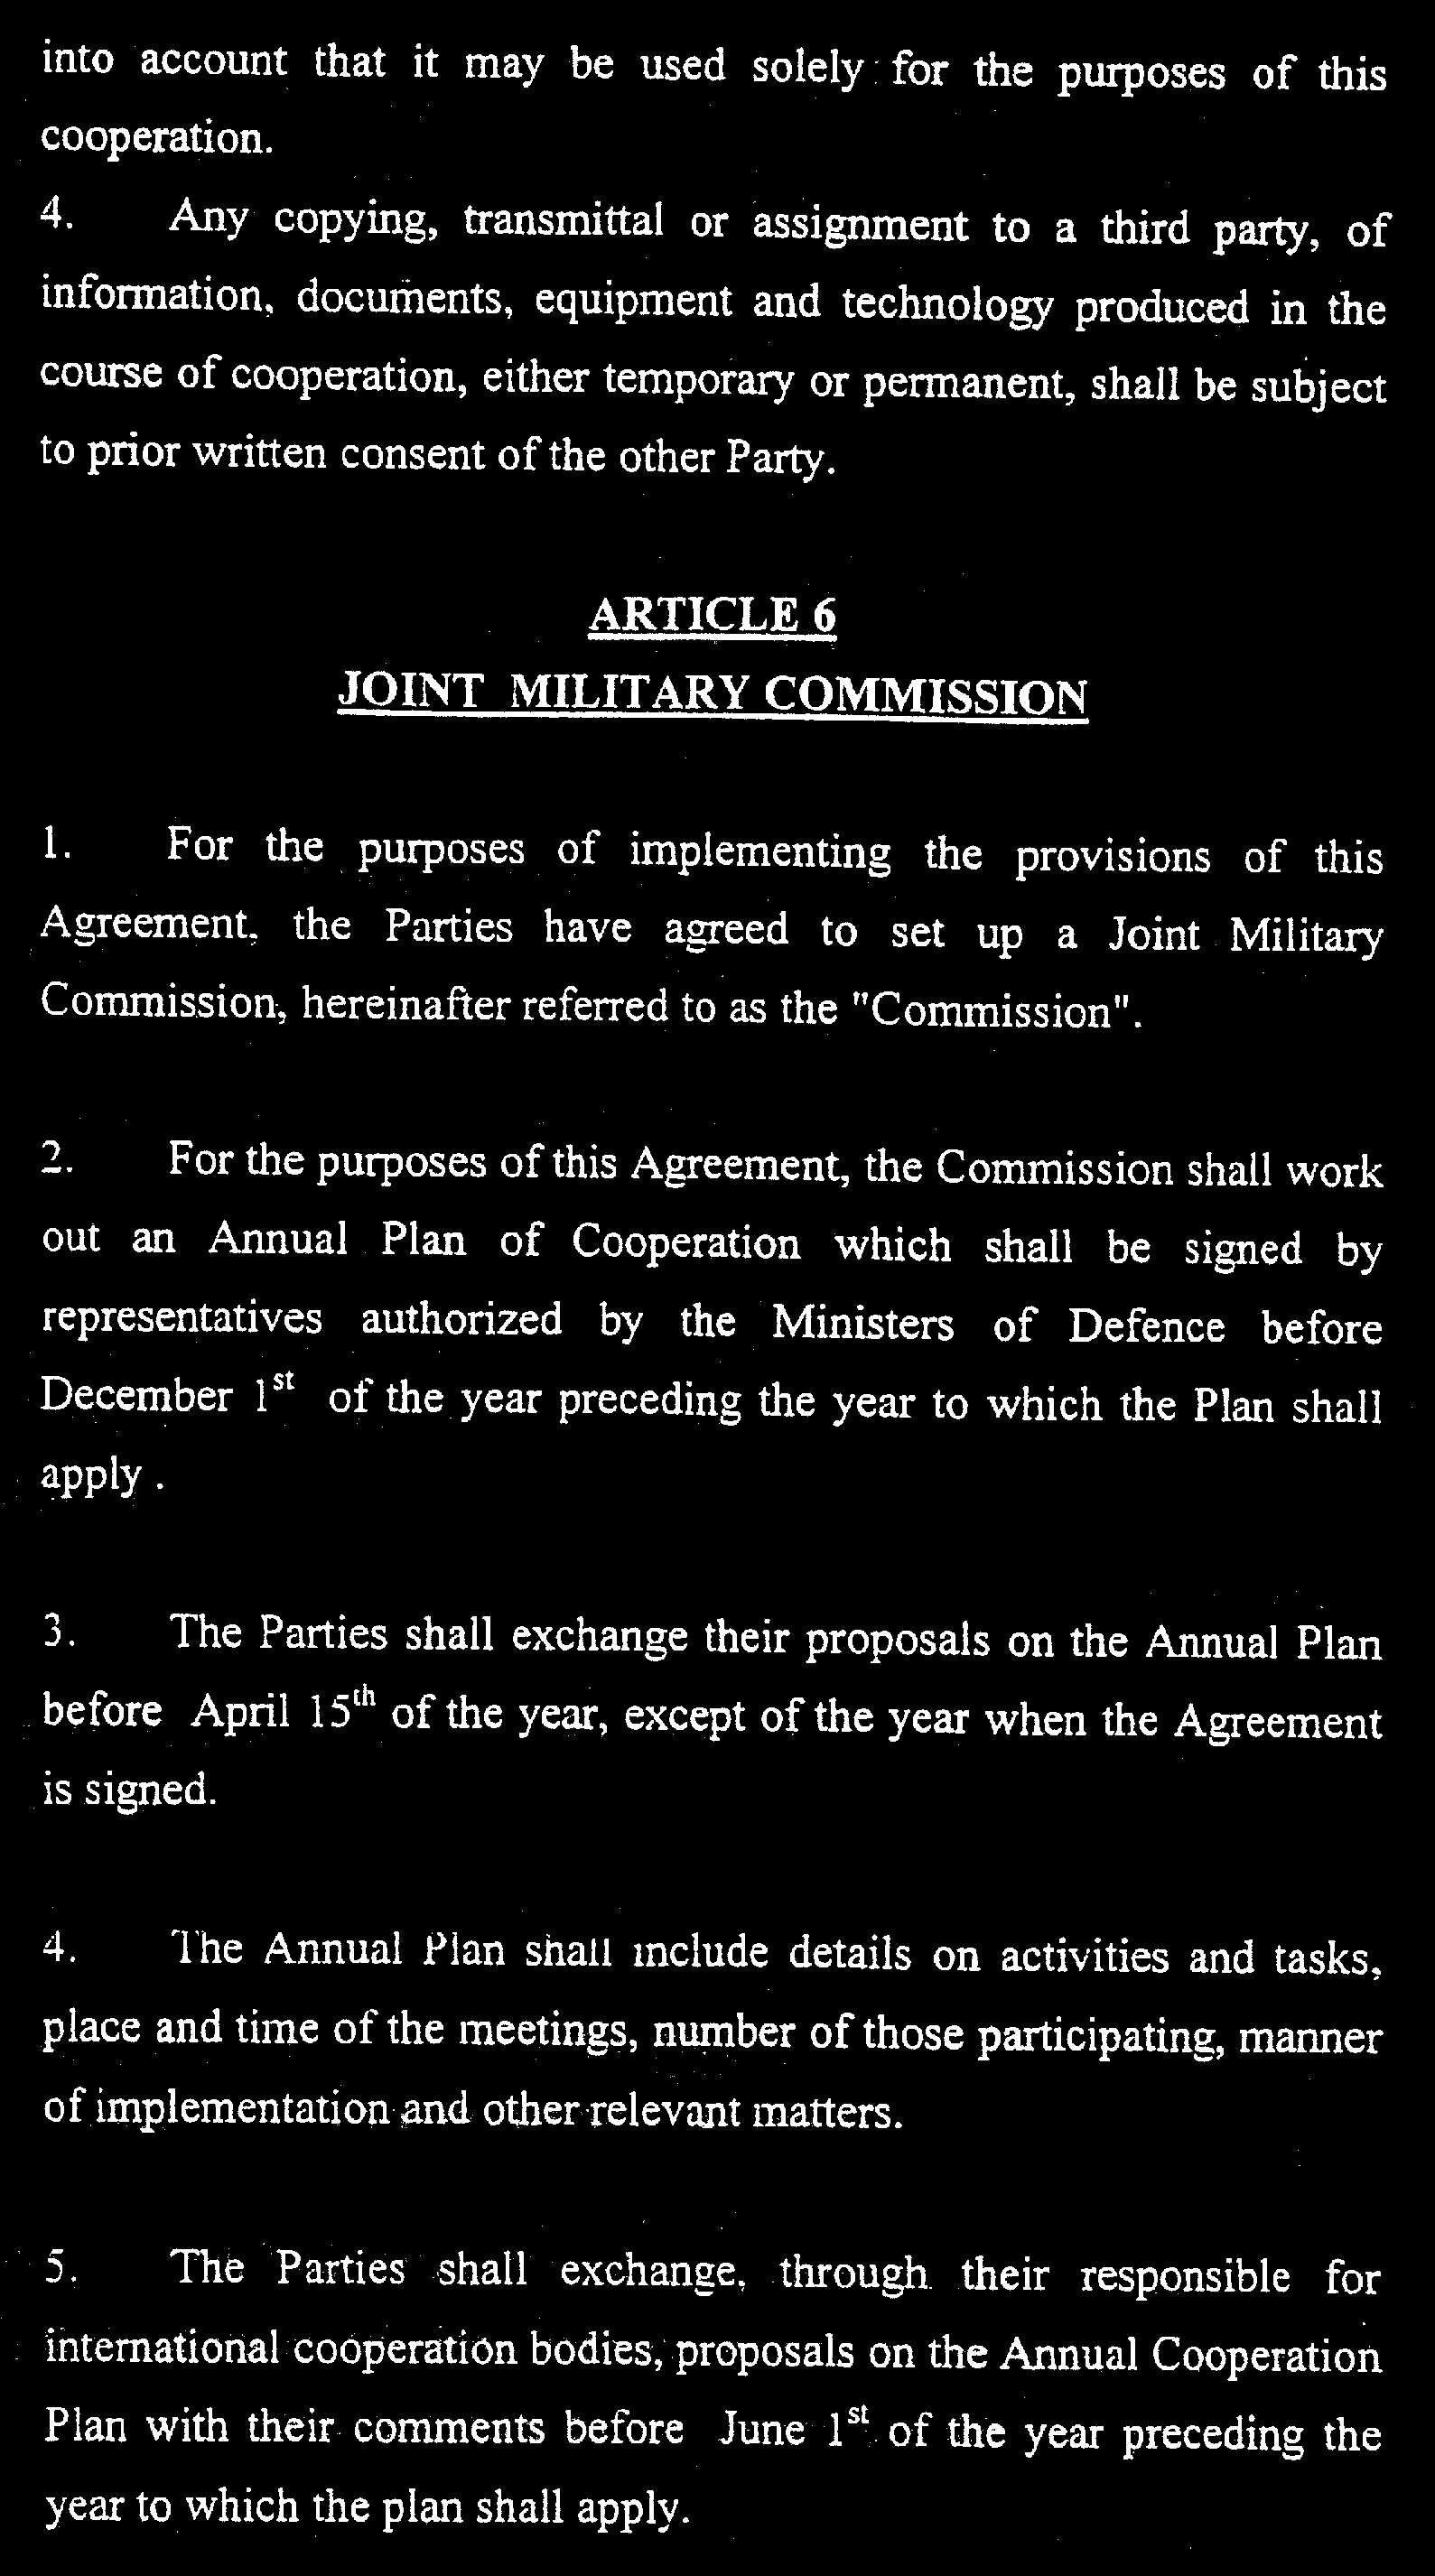 into account that it may be used solely for the purposes of this
cooperation.
4. Any copying, transmittal or assignment to a third party, of
information, documents, equipment and technology produced in the
course of cooperation, either temporary or permanent, shall be subject
to prior written consent of the other Party.
ARTICLE 6
JOINT MILITARY COMMISSION
1. For the purposes of implementing the provisions of this
Agreement, the Parties have agreed to set up a Joint Military
Commission, hereinafter referred to as the "Commission".
2. For the purposes of this Agreement, the Commission shall work
out an Annual Plan of Cooperation which shall be signed by
representatives authorized by the Ministers of Defence before
December 1st of the year preceding the year to which the Plan shall
apply .
3. The Parties shall exchange their proposals on the Annual Plan
before April 15th of the year, except of the year when the Agreement
is signed.
4. The Annual Plan shall include details on activities and tasks,
place and time of the meetings, number of those participating, manner
of implementation and other relevant matters.
5. The Parties shall exchange, through their responsible for
international cooperation bodies, proposals on the Annual Cooperation
Plan with their comments before June 1st of the year preceding the
year to which the plan shall apply.